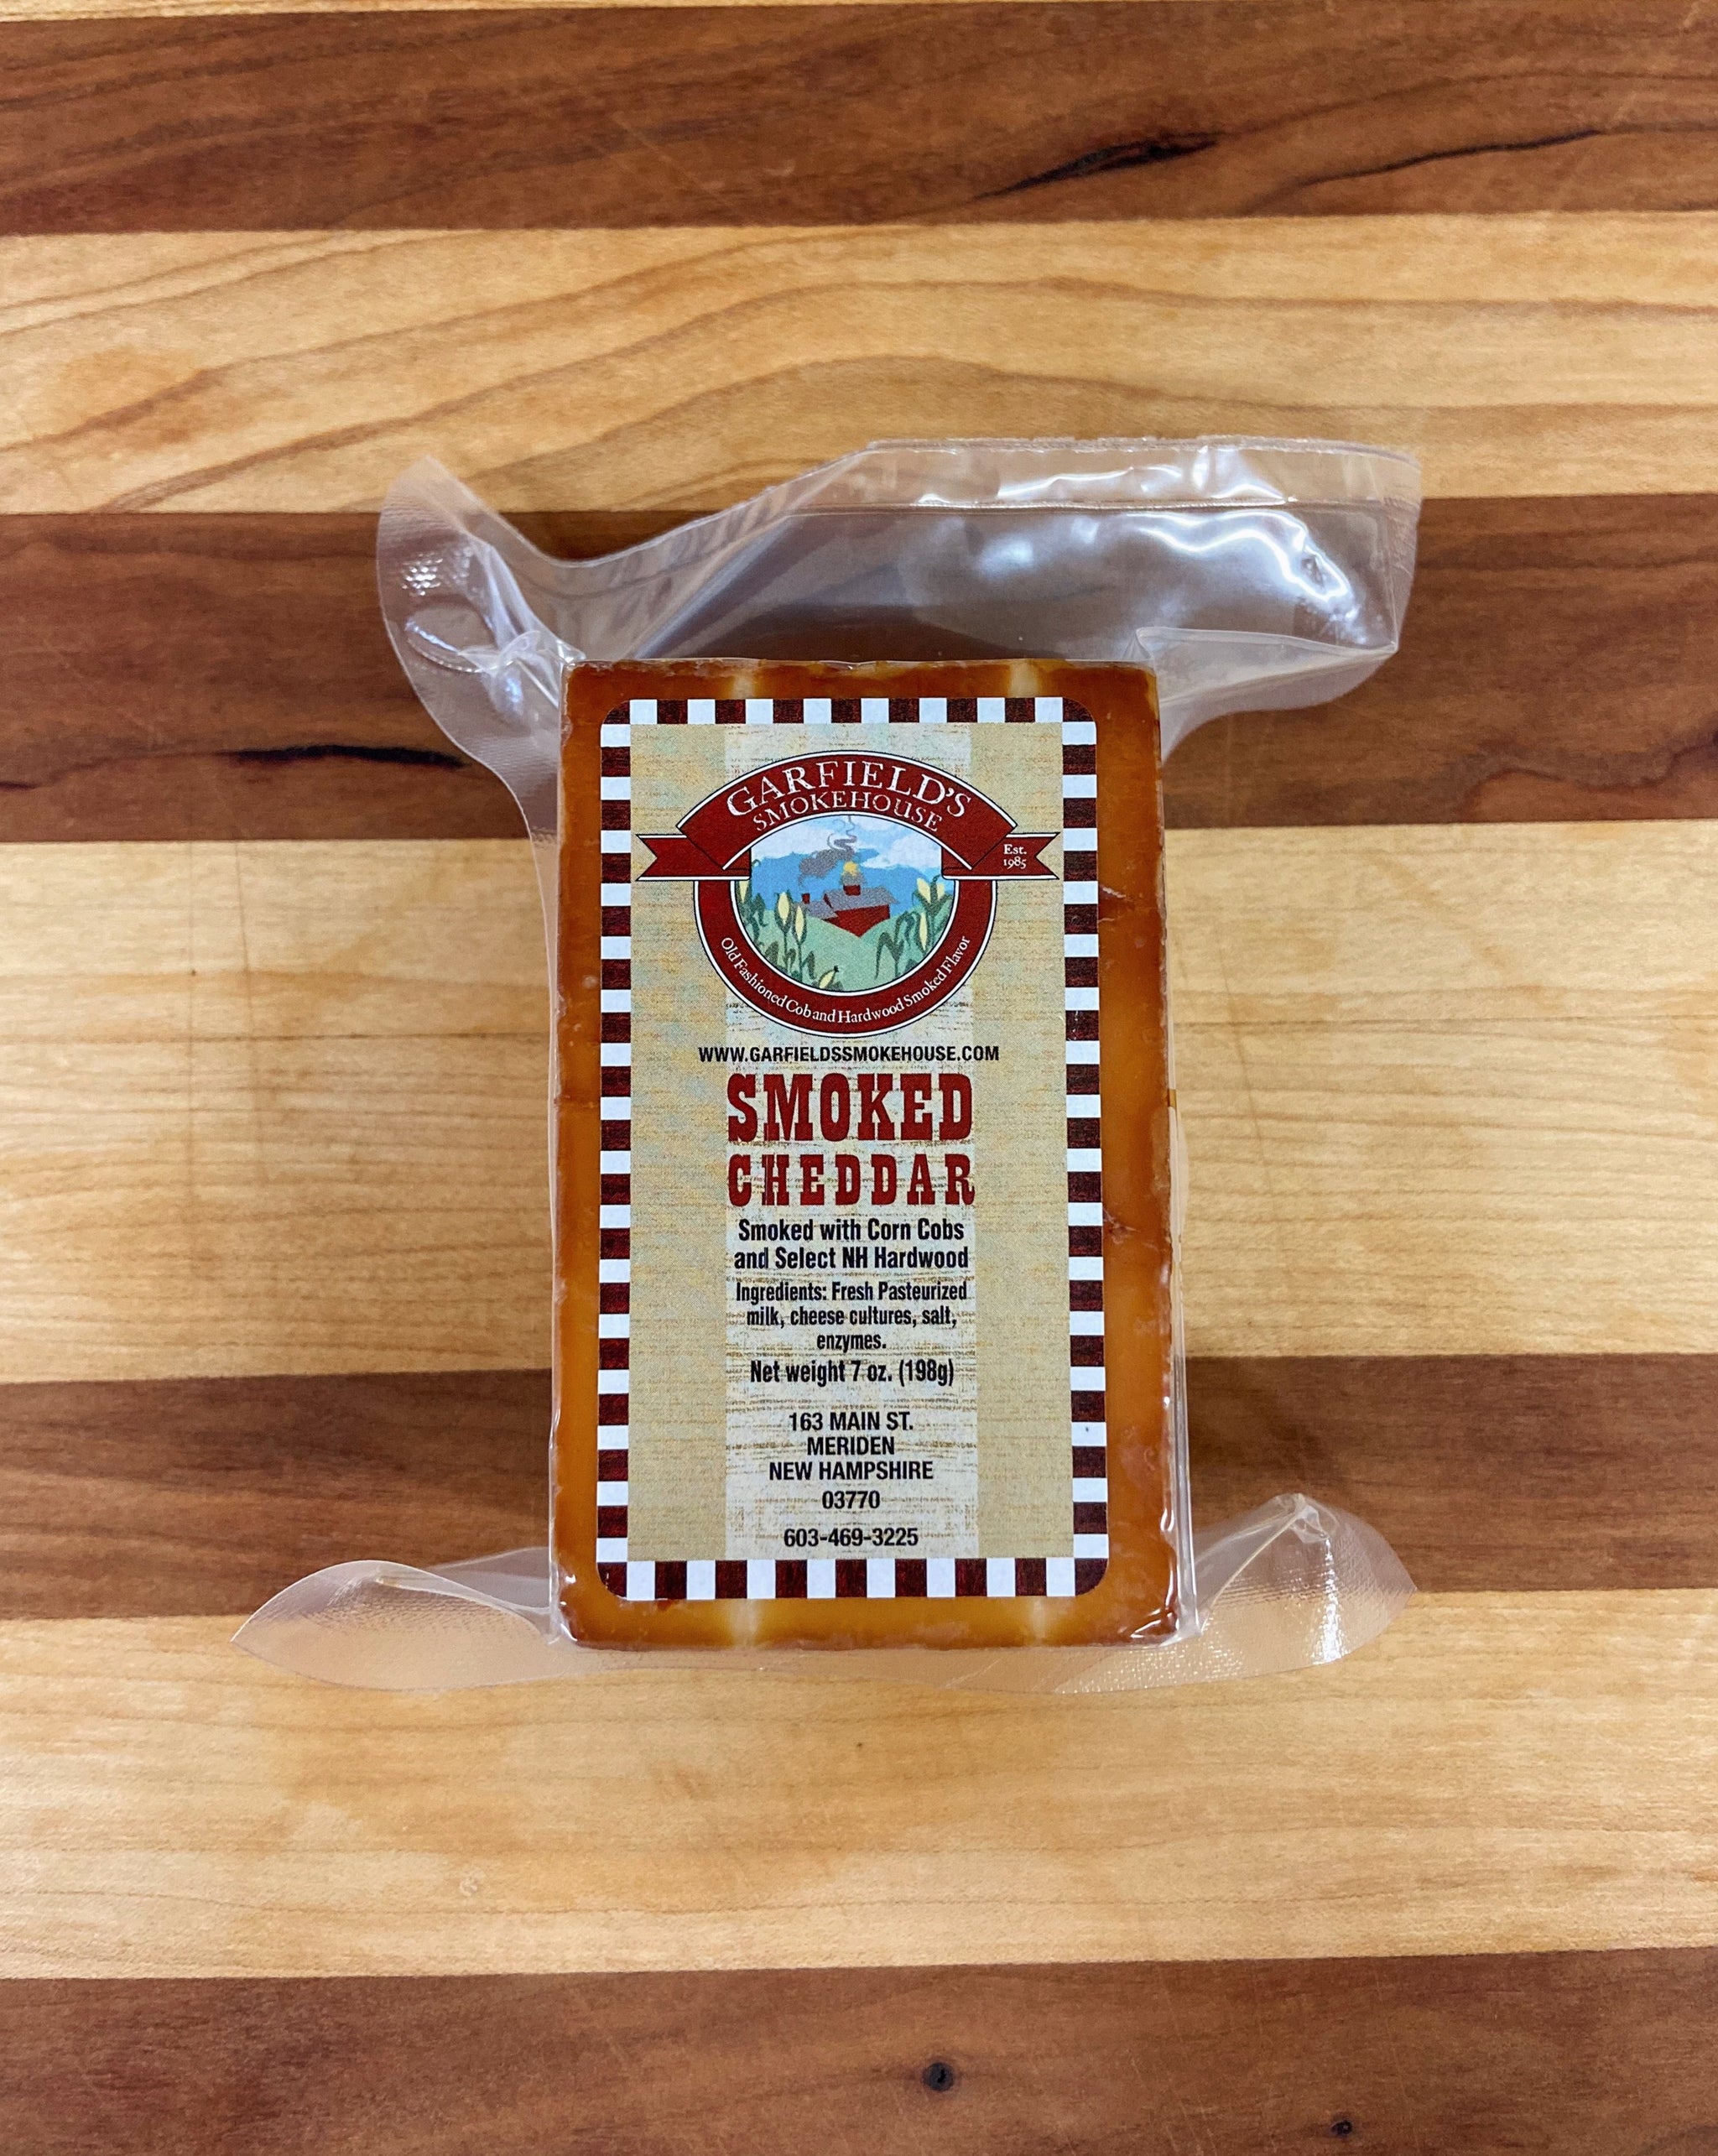 GARFIELD'S
SMOKEHOUSE
Est.
1985
Old Fashioned Cob and Hardwood Smoked Flavor
WWW.GARFIELDSSMOKEHOUSE.COM
SMOKED
CHEDDAR
Smoked with Corn Cobs
and Select NH Hardwood
Ingredients: Fresh Pasteurized
milk, cheese cultures, salt,
enzymes.
Net weight 7 oz. (198g)
163 MAIN ST.
MERIDEN
NEW HAMPSHIRE
03770
603-469-3225